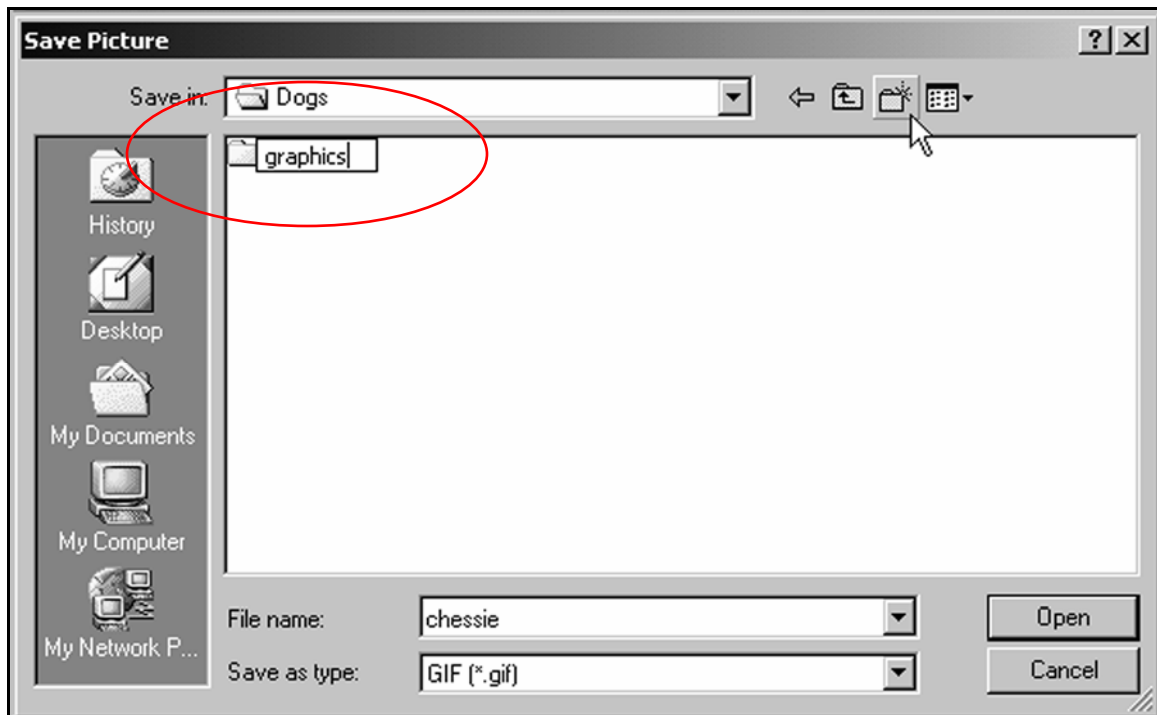 Save Picture
Save in:
Dogs
graphics
History
Desktop
My Documents
My Computer
My Network P...
File name:
chessie
Open
Save as type:
GIF (*.gif)
Cancel